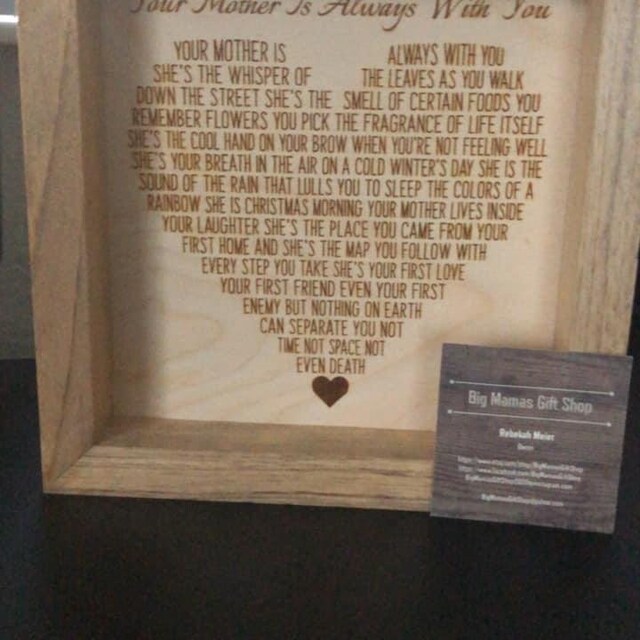 Your Mother Is Always With You
YOUR MOTHER IS ALWAYS WITH YOU
SHE'S THE WHISPER OF THE LEAVES AS YOU WALK
DOWN THE STREET SHE'S THE SMELL OF CERTAIN FOODS YOU
REMEMBER FLOWERS YOU PICK THE FRAGRANCE OF LIFE ITSELF
SHE'S THE COOL HAND ON YOUR BROW WHEN YOU'RE NOT FEELING WELL
SHE'S YOUR BREATH IN THE AIR ON A COLD WINTER'S DAY SHE IS THE
SOUND OF THE RAIN THAT LULLS YOU TO SLEEP THE COLORS OF A
RAINBOW SHE IS CHRISTMAS MORNING YOUR MOTHER LIVES INSIDE
YOUR LAUGHTER SHE'S THE PLACE YOU CAME FROM YOUR
FIRST HOME AND SHE'S THE MAP YOU FOLLOW WITH
EVERY STEP YOU TAKE SHE'S YOUR FIRST LOVE
YOUR FIRST FRIEND EVEN YOUR FIRST
ENEMY BUT NOTHING ON EARTH
CAN SEPARATE YOU NOT
TIME NOT SPACE NOT
EVEN DEATH
Big Mamas Gift Shop
Rebekah Meier